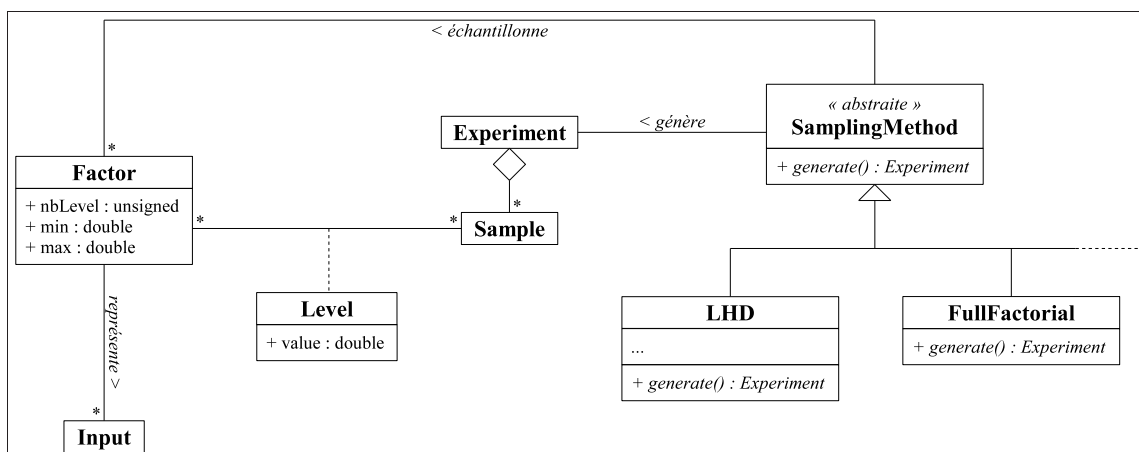 < échantillonne
« abstraite »
SamplingMethod
+ generate() : Experiment
Experiment
< génère
*
Factor
+ nbLevel : unsigned
+ min : double
+ max : double
*
*
*
Sample
Level
+ value : double
représente >
*
Input
LHD
...
+ generate() : Experiment
FullFactorial
+ generate() : Experiment